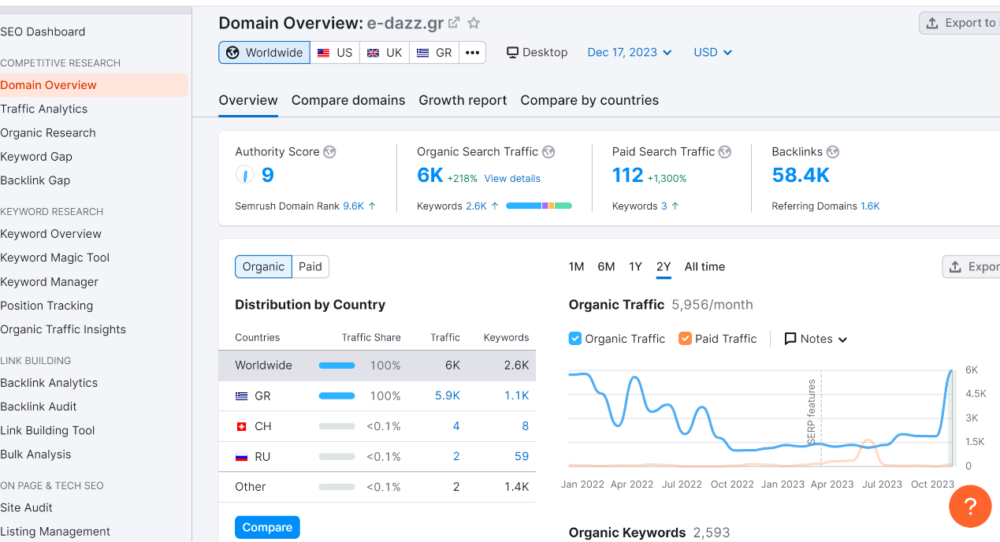 SEO Dashboard
COMPETITIVE RESEARCH
Domain Overview
Traffic Analytics
Organic Research
Keyword Gap
Backlink Gap
KEYWORD RESEARCH
Keyword Overview
Keyword Magic Tool
Keyword Manager
Position Tracking
Organic Traffic Insights
LINK BUILDING
Backlink Analytics
Backlink Audit
Link Building Tool
Bulk Analysis
ON PAGE & TECH SEO
Site Audit
Listing Management
Domain Overview: e-dazz.gr
Export to
Worldwide US UK GR ••• Desktop Dec 17, 2023 USD
Overview Compare domains Growth report Compare by countries
Authority Score
9
Semrush Domain Rank 9.6K ↑
Organic Search Traffic
6K +218% View details
Keywords 2.6K ↑
Paid Search Traffic
112 +1,300%
Keywords 3 ↑
Backlinks
58.4K
Referring Domains 1.6K
Organic Paid
Distribution by Country
Countries Traffic Share Traffic Keywords
Worldwide 100% 6K 2.6K
GR 100% 5.9K 1.1K
CH <0.1% 4 8
RU <0.1% 2 59
Other <0.1% 2 1.4K
Compare
1M 6M 1Y 2Y All time
Expor
Organic Traffic 5,956/month
Organic Traffic Paid Traffic Notes
SERP features
6K
4.5K
3K
1.5K
0
Jan 2022 Apr 2022 Jul 2022 Oct 2022 Jan 2023 Apr 2023 Jul 2023 Oct 2023
?
Organic Keywords 2,593